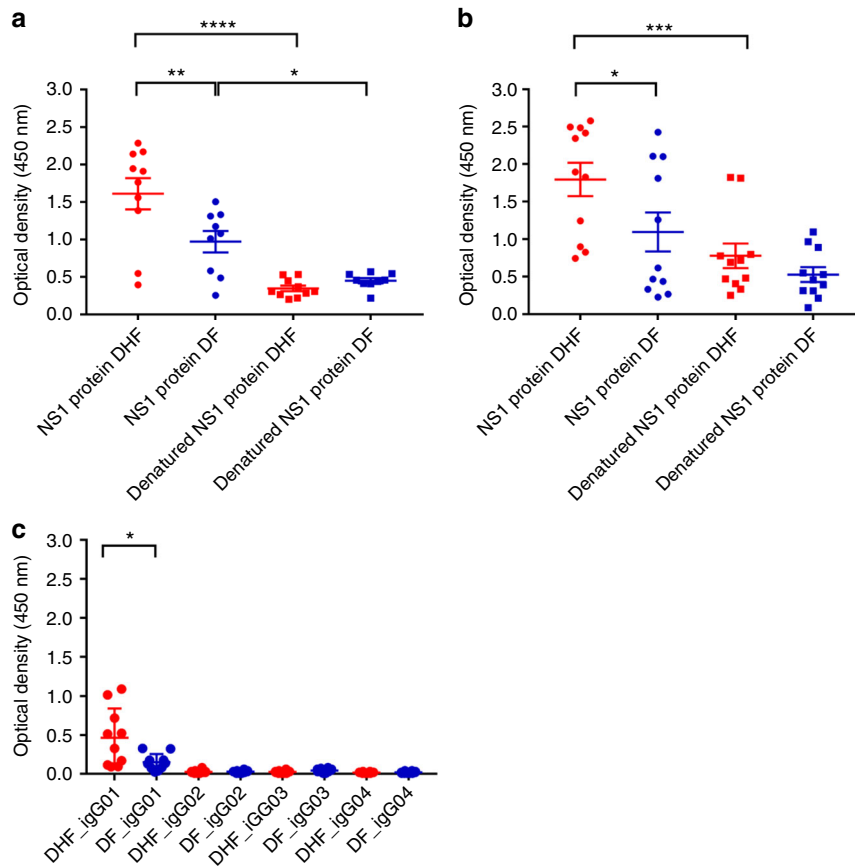 a
****
**
*
3.0
2.5
2.0
1.5
1.0
0.5
0.0
Optical density (450 nm)
NS1 protein DHF
NS1 protein DF
Denatured NS1 protein DHF
Denatured NS1 protein DF
b
***
*
3.0
2.5
2.0
1.5
1.0
0.5
0.0
Optical density (450 nm)
NS1 protein DHF
NS1 protein DF
Denatured NS1 protein DHF
Denatured NS1 protein DF
c
*
3.0
2.5
2.0
1.5
1.0
0.5
0.0
Optical density (450 nm)
DHF_igG01
DF_igG01
DHF_igG02
DF_igG02
DHF_iGG03
DF_igG03
DHF_igG04
DF_igG04